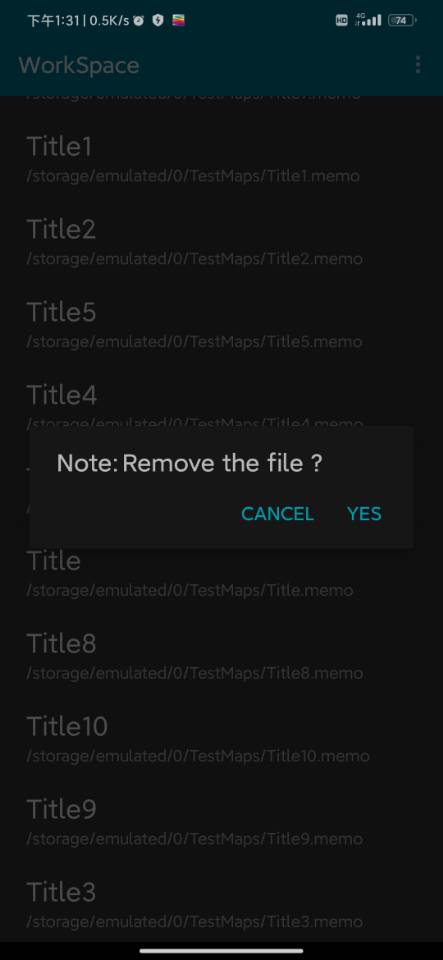 下午1:31 | 0.5K/s
HD 4G 74
WorkSpace
/storage/emulated/0/TestMaps/Title7.memo
Title1
/storage/emulated/0/TestMaps/Title1.memo
Title2
/storage/emulated/0/TestMaps/Title2.memo
Title5
/storage/emulated/0/TestMaps/Title5.memo
Title4
/storage/emulated/0/TestMaps/Title4.memo
Note: Remove the file ?
CANCEL YES
Title
/storage/emulated/0/TestMaps/Title.memo
Title8
/storage/emulated/0/TestMaps/Title8.memo
Title10
/storage/emulated/0/TestMaps/Title10.memo
Title9
/storage/emulated/0/TestMaps/Title9.memo
Title3
/storage/emulated/0/TestMaps/Title3.memo